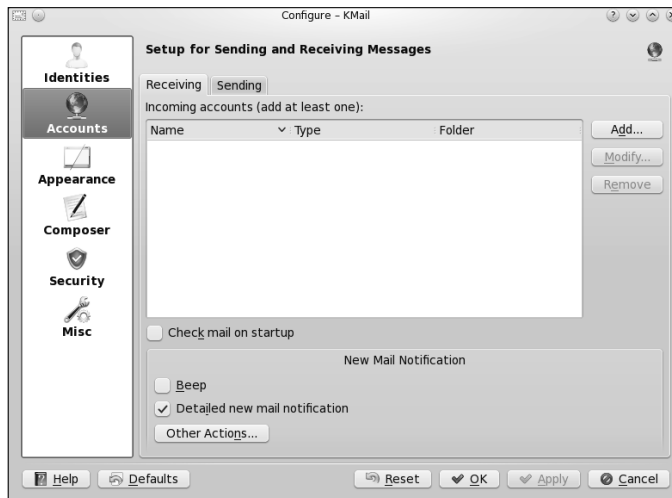 Configure – KMail
Identities
Accounts
Appearance
Composer
Security
Misc
Setup for Sending and Receiving Messages
Receiving
Sending
Incoming accounts (add at least one):
Name Type Folder
Add...
Modify...
Remove
Check mail on startup
New Mail Notification
Beep
Detailed new mail notification
Other Actions...
Help Defaults Reset OK Apply Cancel